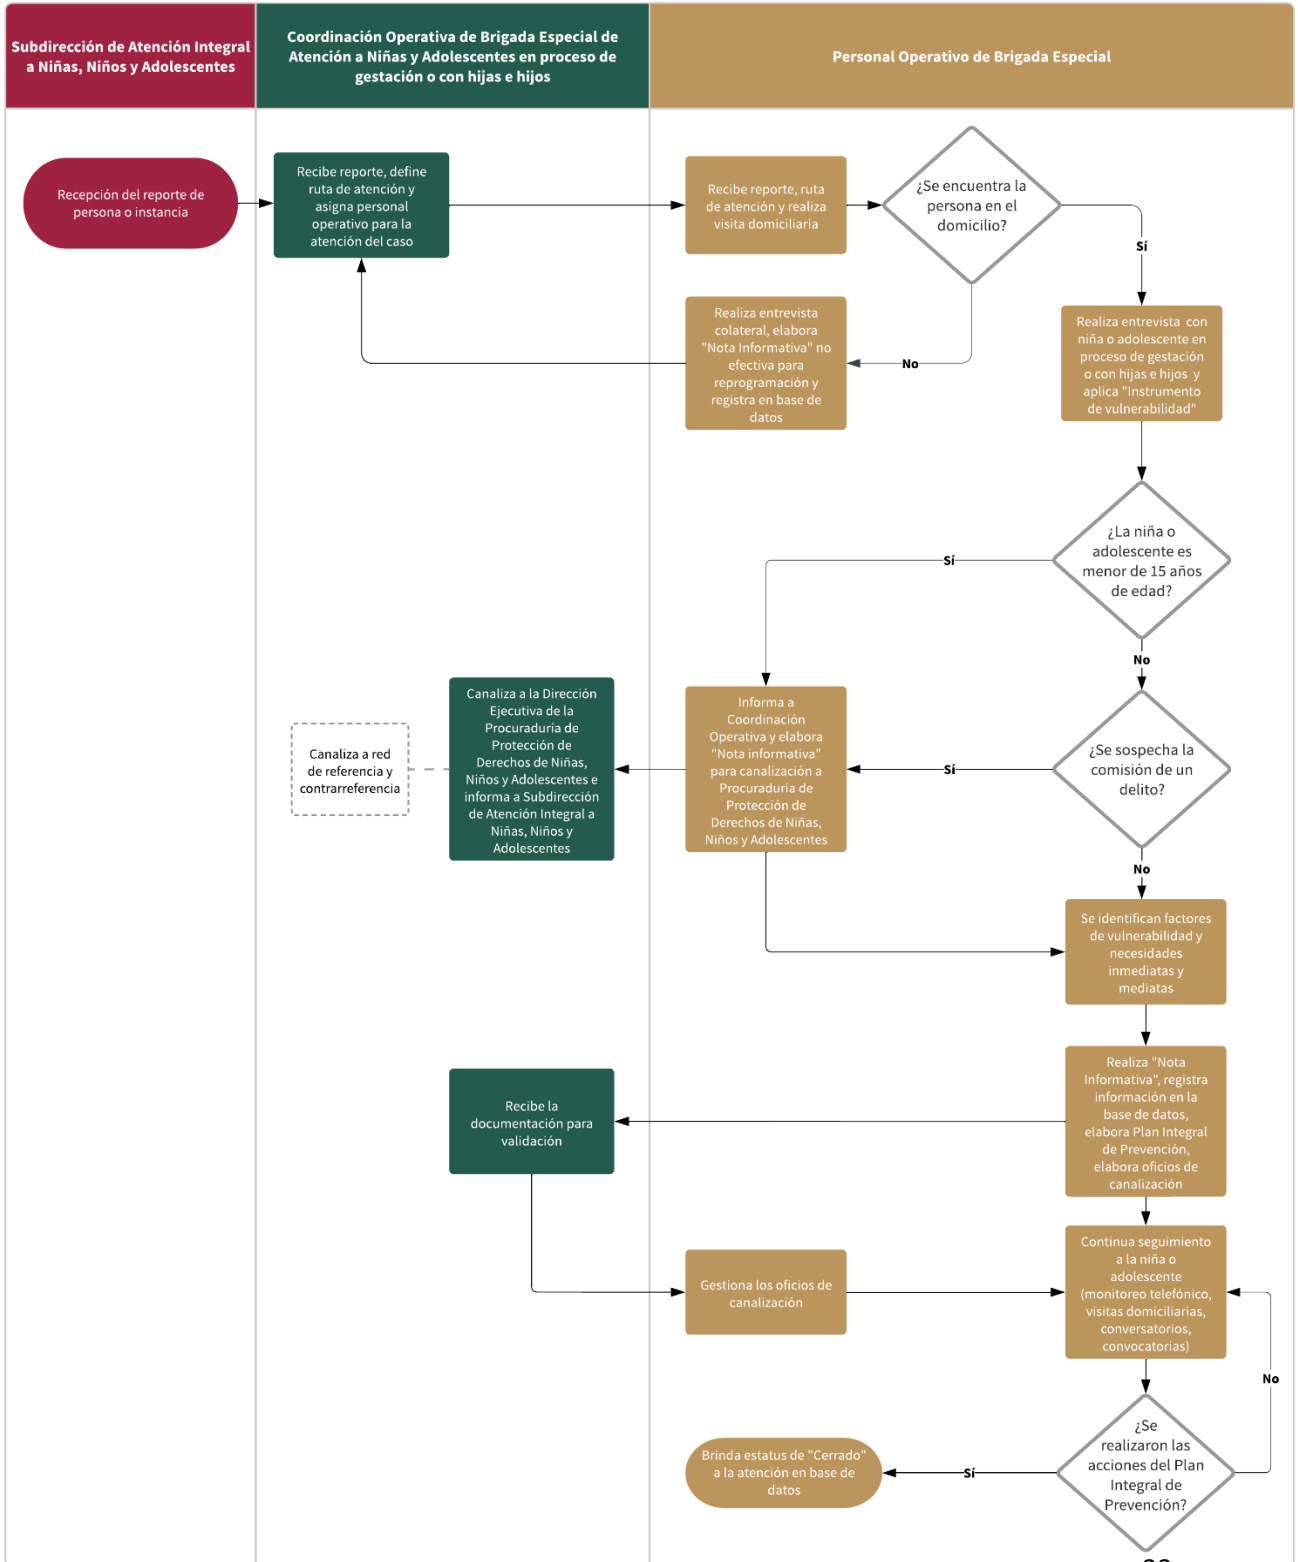 Subdirección de Atención Integral
a Niñas, Niños y Adolescentes
Coordinación Operativa de Brigada Especial de
Atención a Niñas y Adolescentes en proceso de
gestación o con hijas e hijos
Personal Operativo de Brigada Especial
Recepción del reporte de
persona o instancia
Recibe reporte, define
ruta de atención y
asigna personal
operativo para la
atención del caso
Recibe reporte, ruta
de atención y realiza
visita domiciliaria
¿Se encuentra la
persona en el
domicilio?
Sí
No
Realiza entrevista
colateral, elabora
"Nota Informativa" no
efectiva para
reprogramación y
registra en base de
datos
Realiza entrevista con
niña o adolescente en
proceso de gestación
o con hijas e hijos y
aplica "Instrumento
de vulnerabilidad"
¿La niña o
adolescente es
menor de 15 años
de edad?
Sí
No
¿Se sospecha la
comisión de un
delito?
Sí
No
Informa a
Coordinación
Operativa y elabora
"Nota informativa"
para canalización a
Procuraduría de
Protección de
Derechos de Niñas,
Niños y Adolescentes
Canaliza a la Dirección
Ejecutiva de la
Procuraduría de
Protección de
Derechos de Niñas,
Niños y Adolescentes e
informa a Subdirección
de Atención Integral a
Niñas, Niños y
Adolescentes
Canaliza a red
de referencia y
contrarreferencia
Se identifican factores
de vulnerabilidad y
necesidades
inmediatas y
mediatas
Realiza "Nota
Informativa", registra
información en la
base de datos,
elabora Plan Integral
de Prevención,
elabora oficios de
canalización
Recibe la
documentación para
validación
Gestiona los oficios de
canalización
Continua seguimiento
a la niña o
adolescente
(monitoreo telefónico,
visitas domiciliarias,
conversatorios,
convocatorias)
No
¿Se
realizaron las
acciones del Plan
Integral de
Prevención?
Sí
Brinda estatus de "Cerrado"
a la atención en base de
datos